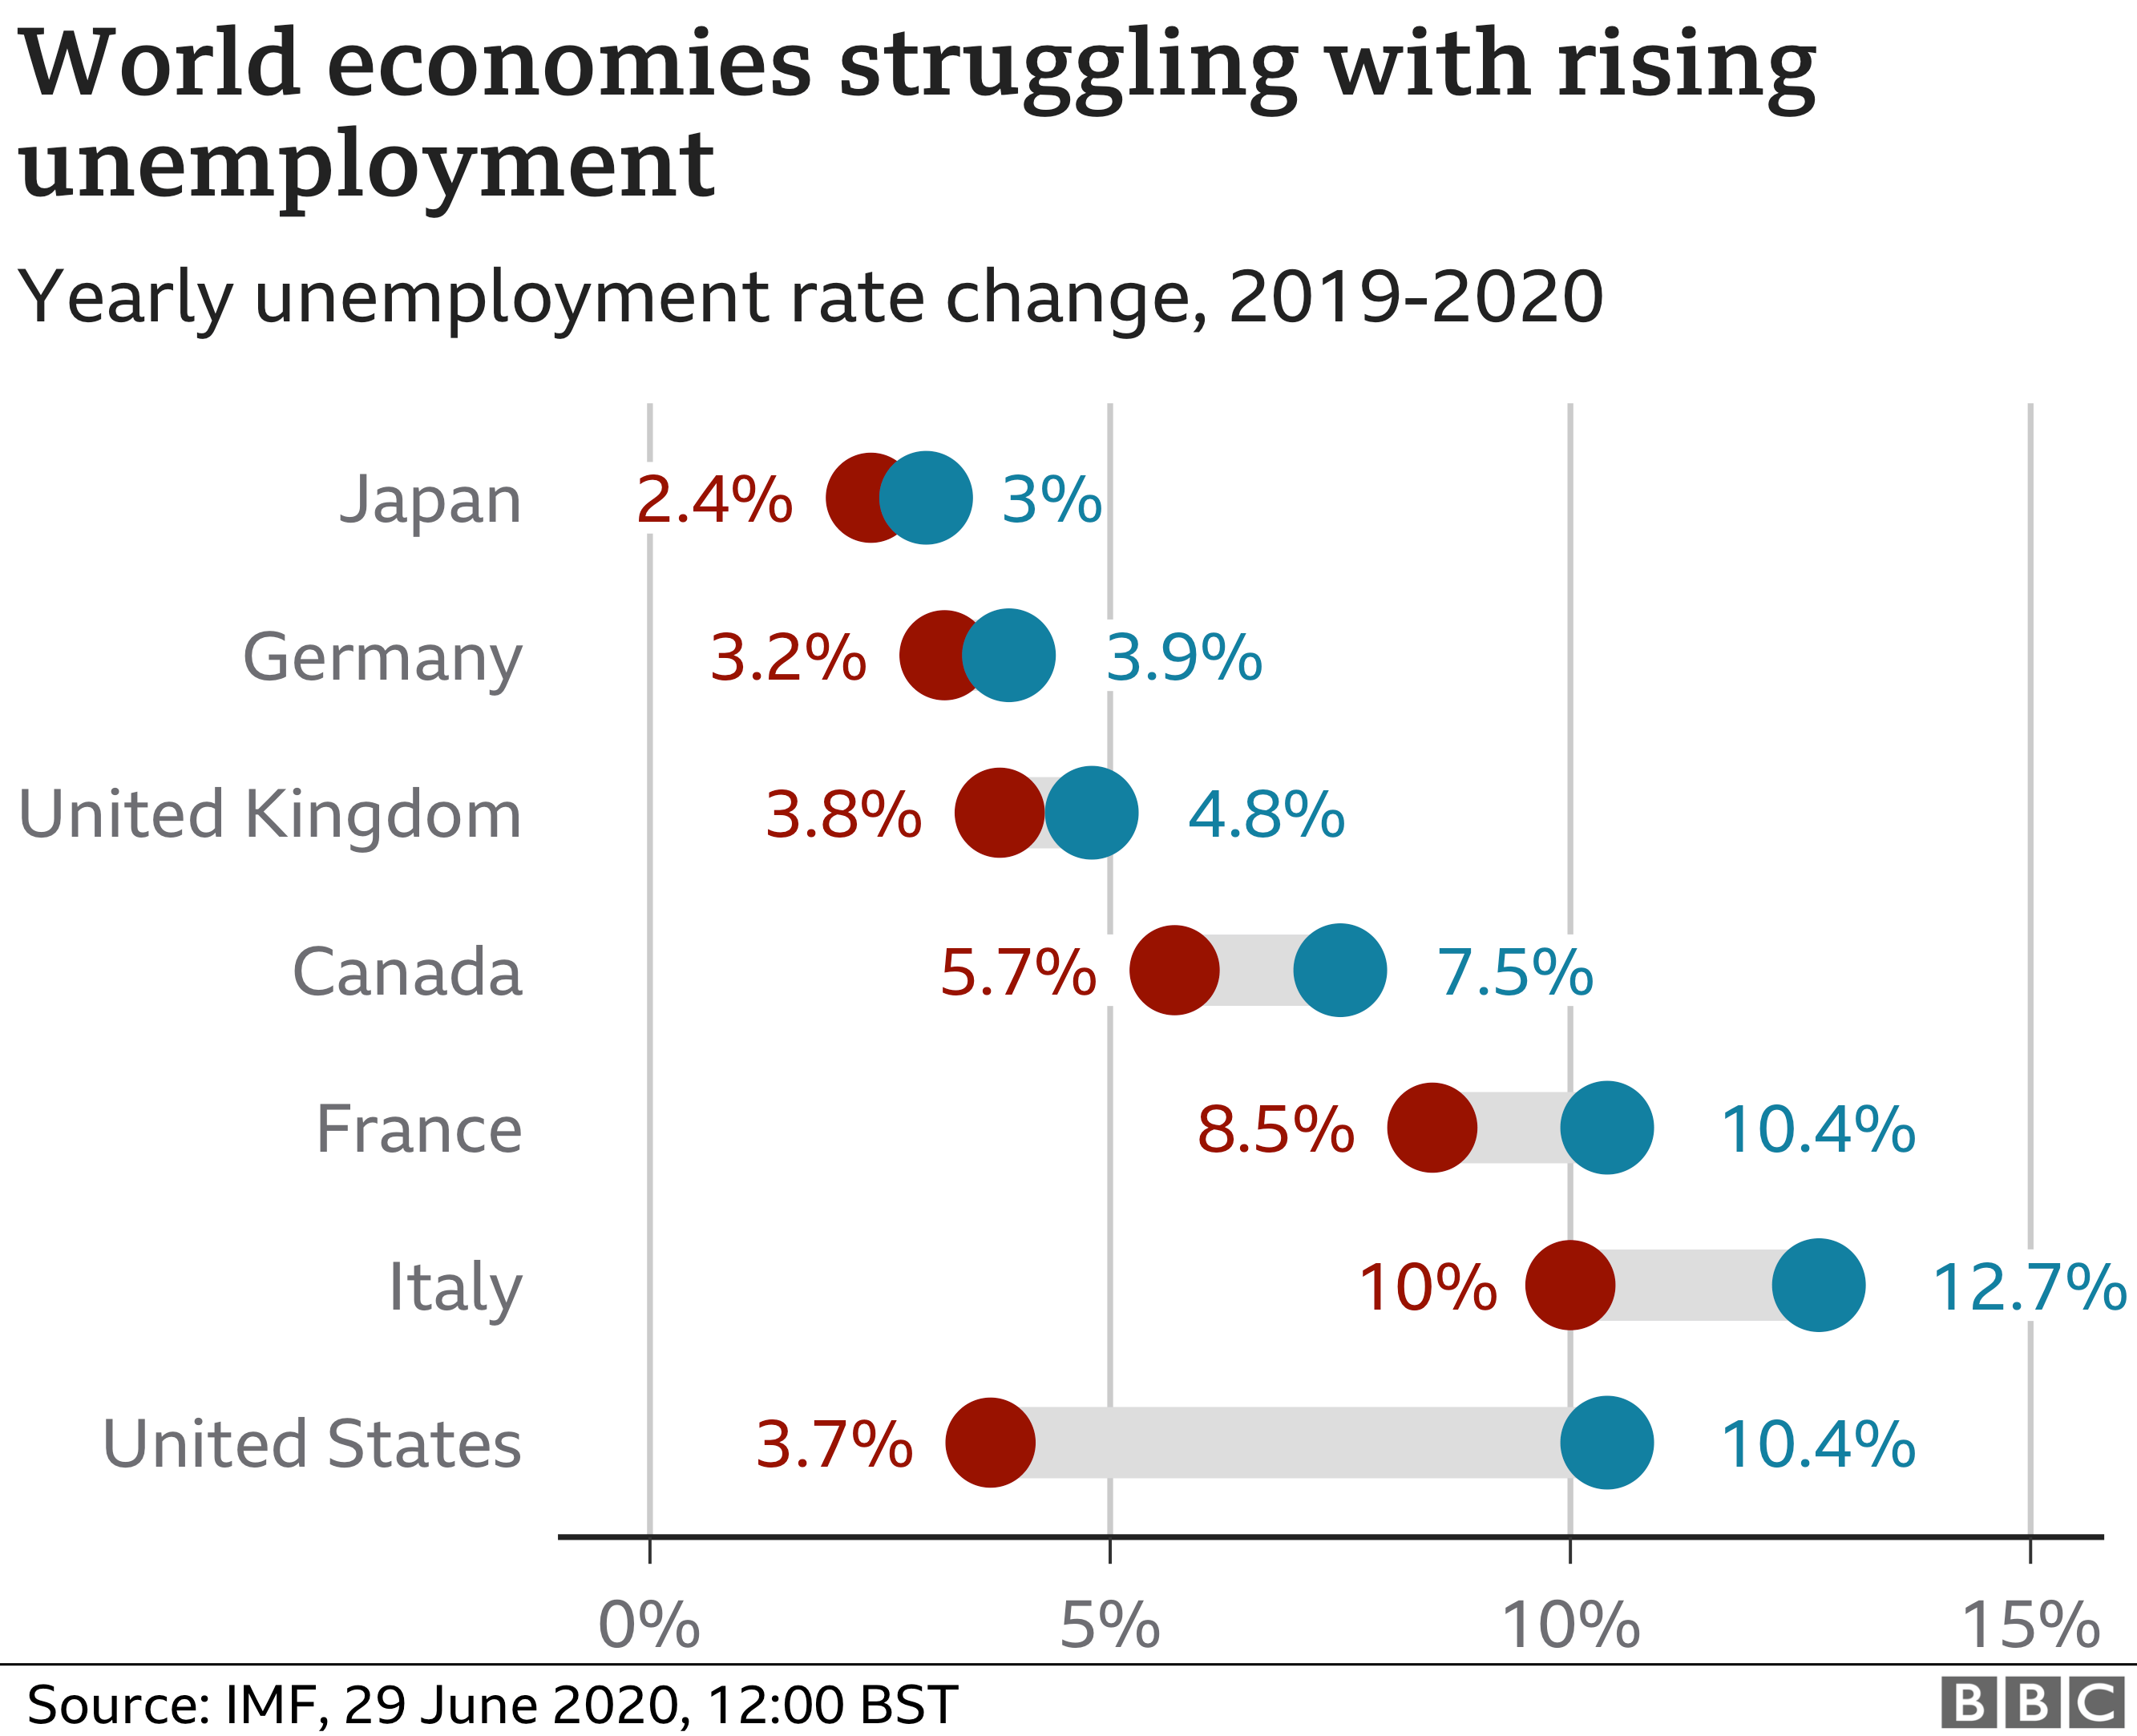 World economies struggling with rising
unemployment
Yearly unemployment rate change, 2019-2020
Japan 2.4% 3%
Germany 3.2% 3.9%
United Kingdom 3.8% 4.8%
Canada 5.7% 7.5%
France 8.5% 10.4%
Italy 10% 12.7%
United States 3.7% 10.4%
0% 5% 10% 15%
Source: IMF, 29 June 2020, 12:00 BST BBC